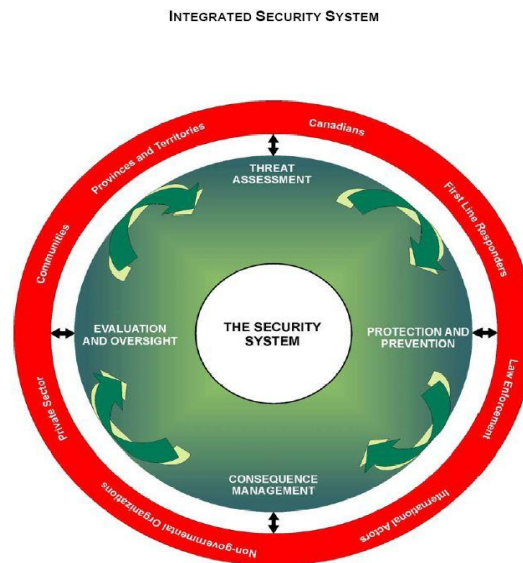 INTEGRATED SECURITY SYSTEM
Canadians
First Line Responders
Law Enforcement
International Actors
Non-governmental Organizations
Private Sector
Communities
Provinces and Territories
THREAT
ASSESSMENT
PROTECTION AND
PREVENTION
CONSEQUENCE
MANAGEMENT
EVALUATION
AND OVERSIGHT
THE SECURITY
SYSTEM